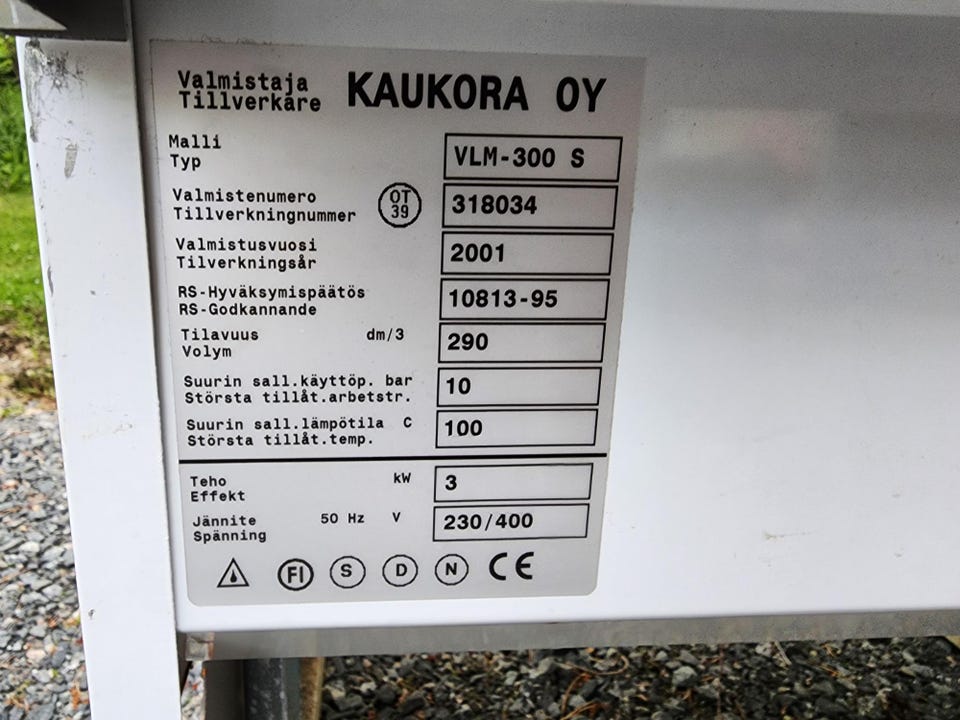 Valmistaja
Tillverkare
KAUKORA OY
Malli
Typ
VLM-300 S
Valmistenumero
Tillverkningnummer
OT
39
318034
Valmistusvuosi
Tilverkningsår
2001
RS-Hyväksymispäätös
RS-Godkannande
10813-95
Tilavuus dm/3
Volym
290
Suurin sall.käyttöp. bar
Största tillåt.arbetstr.
10
Suurin sall.lämpötila C
Största tillåt.temp.
100
Teho kW
Effekt
3
Jännite 50 Hz V
Spänning
230/400
FI S D N CE